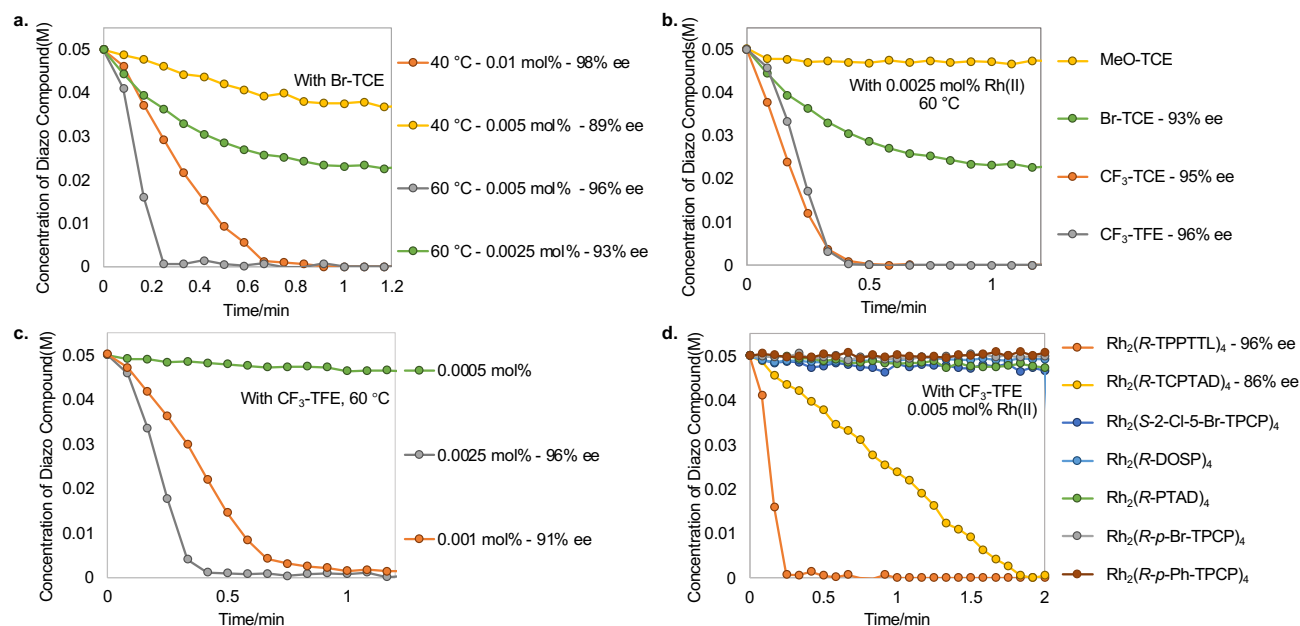 a.
Concentration of Diazo Compound(M)
0.05
0.04
0.03
0.02
0.01
0
0
0.2
0.4
0.6
0.8
1
1.2
Time/min
With Br-TCE
40 °C - 0.01 mol% - 98% ee
40 °C - 0.005 mol% - 89% ee
60 °C - 0.005 mol% - 96% ee
60 °C - 0.0025 mol% - 93% ee
b.
Concentration of Diazo Compounds(M)
0.05
0.04
0.03
0.02
0.01
0
0
0.5
1
Time/min
With 0.0025 mol% Rh(II)
60 °C
MeO-TCE
Br-TCE - 93% ee
CF₃-TCE - 95% ee
CF₃-TFE - 96% ee
c.
Concentration of Diazo Compound(M)
0.05
0.04
0.03
0.02
0.01
0
0
0.5
1
Time/min
With CF₃-TFE, 60 °C
0.0005 mol%
0.0025 mol% - 96% ee
0.001 mol% - 91% ee
d.
Concentration of Diazo Compound(M)
0.05
0.04
0.03
0.02
0.01
0
0
0.5
1
1.5
2
Time/min
With CF₃-TFE
0.005 mol% Rh(II)
Rh₂(R-TPPTTL)₄ - 96% ee
Rh₂(R-TCPTAD)₄ - 86% ee
Rh₂(S-2-Cl-5-Br-TPCP)₄
Rh₂(R-DOSP)₄
Rh₂(R-PTAD)₄
Rh₂(R-p-Br-TPCP)₄
Rh₂(R-p-Ph-TPCP)₄